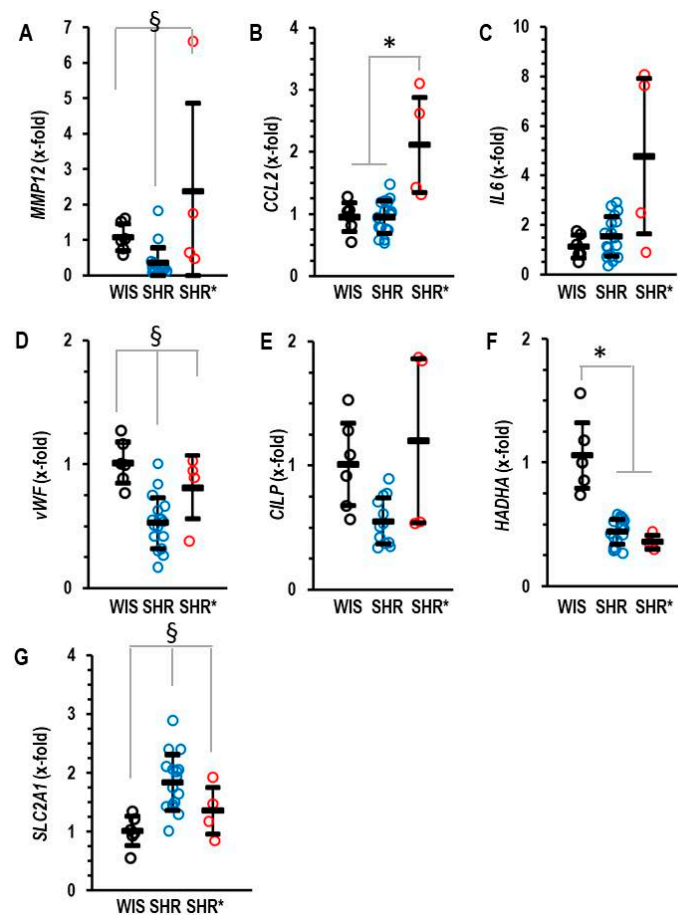 A
MMP12 (x-fold)
7
6
5
4
3
2
1
0
§
WIS SHR SHR*
B
CCL2 (x-fold)
4
3
2
1
0
*
WIS SHR SHR*
C
IL6 (x-fold)
10
8
6
4
2
0
WIS SHR SHR*
D
vWF (x-fold)
2
1
0
§
WIS SHR SHR*
E
CILP (x-fold)
2
1
0
WIS SHR SHR*
F
HADHA (x-fold)
2
1
0
*
WIS SHR SHR*
G
SLC2A1 (x-fold)
4
3
2
1
0
§
WIS SHR SHR*